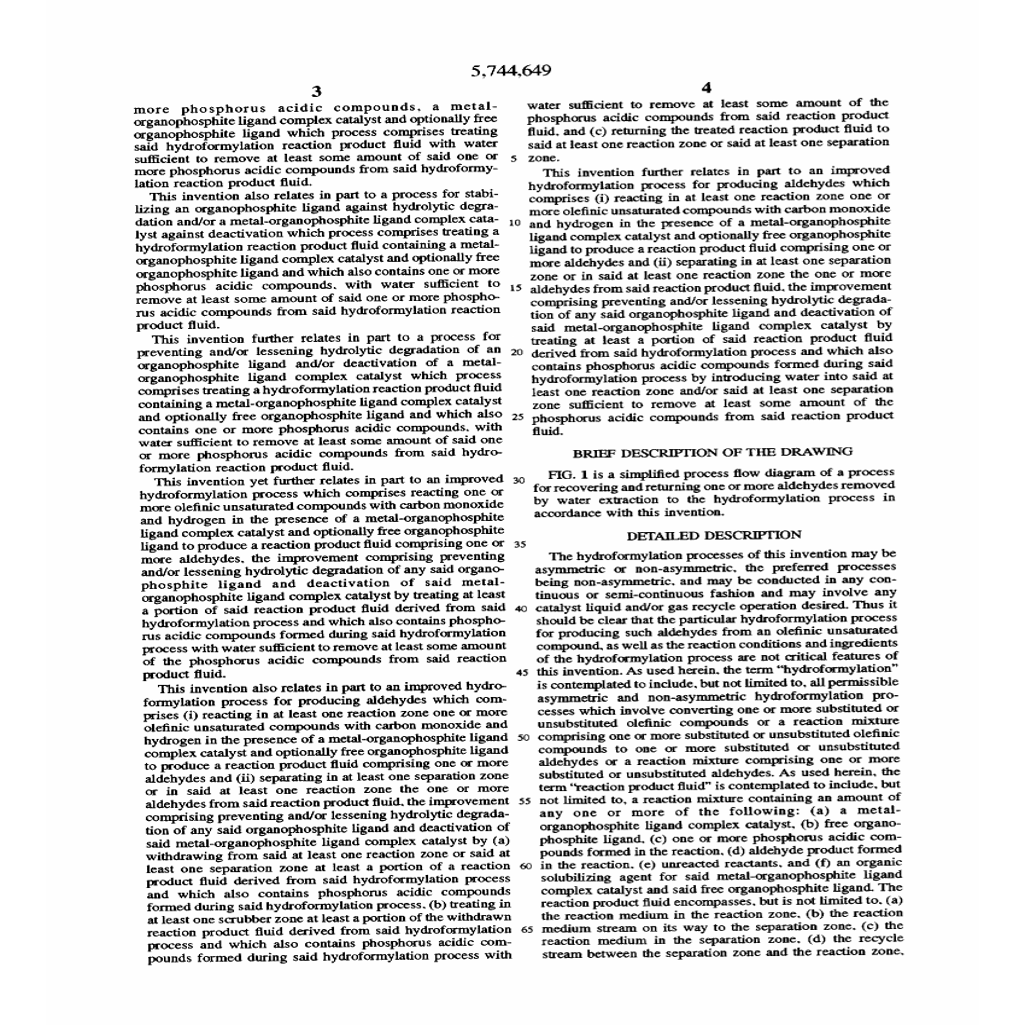 5,744,649
3
more phosphorus acidic compounds, a metal-
organophosphite ligand complex catalyst and optionally free
organophosphite ligand which process comprises treating
said hydroformylation reaction product fluid with water
sufficient to remove at least some amount of said one or
more phosphorus acidic compounds from said hydroformy-
lation reaction product fluid.
This invention also relates in part to a process for stabi-
lizing an organophosphite ligand against hydrolytic degra-
dation and/or a metal-organophosphite ligand complex cata-
lyst against deactivation which process comprises treating a
hydroformylation reaction product fluid containing a metal-
organophosphite ligand complex catalyst and optionally free
organophosphite ligand and which also contains one or more
phosphorus acidic compounds, with water sufficient to
remove at least some amount of said one or more phospho-
rus acidic compounds from said hydroformylation reaction
product fluid.
This invention further relates in part to a process for
preventing and/or lessening hydrolytic degradation of an
organophosphite ligand and/or deactivation of a metal-
organophosphite ligand complex catalyst which process
comprises treating a hydroformylation reaction product fluid
containing a metal-organophosphite ligand complex catalyst
and optionally free organophosphite ligand and which also
contains one or more phosphorus acidic compounds, with
water sufficient to remove at least some amount of said one
or more phosphorus acidic compounds from said hydro-
formylation reaction product fluid.
This invention yet further relates in part to an improved
hydroformylation process which comprises reacting one or
more olefinic unsaturated compounds with carbon monoxide
and hydrogen in the presence of a metal-organophosphite
ligand complex catalyst and optionally free organophosphite
ligand to produce a reaction product fluid comprising one or
more aldehydes, the improvement comprising preventing
and/or lessening hydrolytic degradation of any said organo-
phosphite ligand and deactivation of said metal-
organophosphite ligand complex catalyst by treating at least
a portion of said reaction product fluid derived from said
hydroformylation process and which also contains phospho-
rus acidic compounds formed during said hydroformylation
process with water sufficient to remove at least some amount
of the phosphorus acidic compounds from said reaction
product fluid.
This invention also relates in part to an improved hydro-
formylation process for producing aldehydes which com-
prises (i) reacting in at least one reaction zone one or more
olefinic unsaturated compounds with carbon monoxide and
hydrogen in the presence of a metal-organophosphite ligand
complex catalyst and optionally free organophosphite ligand
to produce a reaction product fluid comprising one or more
aldehydes and (ii) separating in at least one separation zone
or in said at least one reaction zone the one or more
aldehydes from said reaction product fluid, the improvement
comprising preventing and/or lessening hydrolytic degrada-
tion of any said organophosphite ligand and deactivation of
said metal-organophosphite ligand complex catalyst by (a)
withdrawing from said at least one reaction zone or said at
least one separation zone at least a portion of a reaction
product fluid derived from said hydroformylation process
and which also contains phosphorus acidic compounds
formed during said hydroformylation process, (b) treating in
at least one scrubber zone at least a portion of the withdrawn
reaction product fluid derived from said hydroformylation
process and which also contains phosphorus acidic com-
pounds formed during said hydroformylation process with
5
10
15
20
25
30
35
40
45
50
55
60
65
4
water sufficient to remove at least some amount of the
phosphorus acidic compounds from said reaction product
fluid, and (c) returning the treated reaction product fluid to
said at least one reaction zone or said at least one separation
zone.
This invention further relates in part to an improved
hydroformylation process for producing aldehydes which
comprises (i) reacting in at least one reaction zone one or
more olefinic unsaturated compounds with carbon monoxide
and hydrogen in the presence of a metal-organophosphite
ligand complex catalyst and optionally free organophosphite
ligand to produce a reaction product fluid comprising one or
more aldehydes and (ii) separating in at least one separation
zone or in said at least one reaction zone the one or more
aldehydes from said reaction product fluid, the improvement
comprising preventing and/or lessening hydrolytic degrada-
tion of any said organophosphite ligand and deactivation of
said metal-organophosphite ligand complex catalyst by
treating at least a portion of said reaction product fluid
derived from said hydroformylation process and which also
contains phosphorus acidic compounds formed during said
hydroformylation process by introducing water into said at
least one reaction zone and/or said at least one separation
zone sufficient to remove at least some amount of the
phosphorus acidic compounds from said reaction product
fluid.
BRIEF DESCRIPTION OF THE DRAWING
FIG. 1 is a simplified process flow diagram of a process
for recovering and returning one or more aldehydes removed
by water extraction to the hydroformylation process in
accordance with this invention.
DETAILED DESCRIPTION
The hydroformylation processes of this invention may be
asymmetric or non-asymmetric, the preferred processes
being non-asymmetric, and may be conducted in any con-
tinuous or semi-continuous fashion and may involve any
catalyst liquid and/or gas recycle operation desired. Thus it
should be clear that the particular hydroformylation process
for producing such aldehydes from an olefinic unsaturated
compound, as well as the reaction conditions and ingredients
of the hydroformylation process are not critical features of
this invention. As used herein, the term "hydroformylation"
is contemplated to include, but not limited to, all permissible
asymmetric and non-asymmetric hydroformylation pro-
cesses which involve converting one or more substituted or
unsubstituted olefinic compounds or a reaction mixture
comprising one or more substituted or unsubstituted olefinic
compounds to one or more substituted or unsubstituted
aldehydes or a reaction mixture comprising one or more
substituted or unsubstituted aldehydes. As used herein, the
term "reaction product fluid" is contemplated to include, but
not limited to, a reaction mixture containing an amount of
any one or more of the following: (a) a metal-
organophosphite ligand complex catalyst, (b) free organo-
phosphite ligand, (c) one or more phosphorus acidic com-
pounds formed in the reaction, (d) aldehyde product formed
in the reaction, (e) unreacted reactants, and (f) an organic
solubilizing agent for said metal-organophosphite ligand
complex catalyst and said free organophosphite ligand. The
reaction product fluid encompasses, but is not limited to, (a)
the reaction medium in the reaction zone, (b) the reaction
medium stream on its way to the separation zone, (c) the
reaction medium in the separation zone, (d) the recycle
stream between the separation zone and the reaction zone,